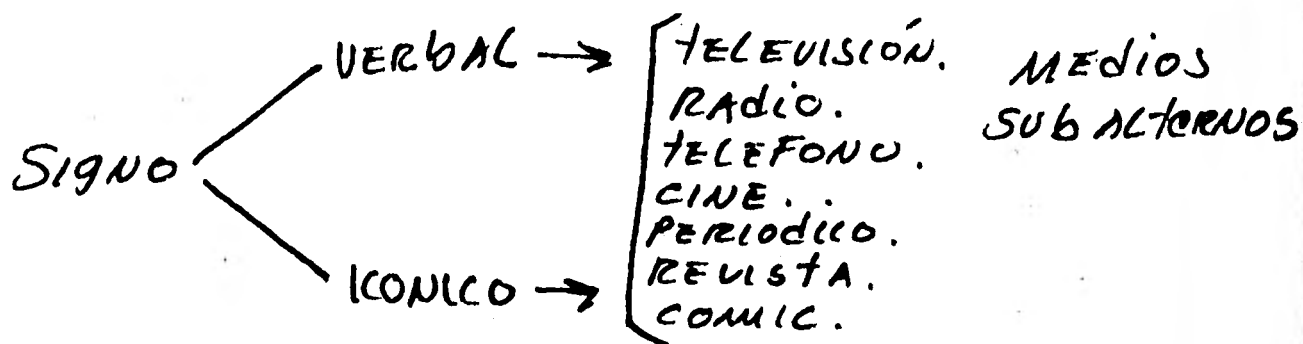 SIGNO
VERBAL
ICONICO
TELEVISIÓN.
RADIO.
TELEFONO.
CINE..
PERIODICO.
REVISTA.
COMIC.
MEDIOS
SUBALTERNOS